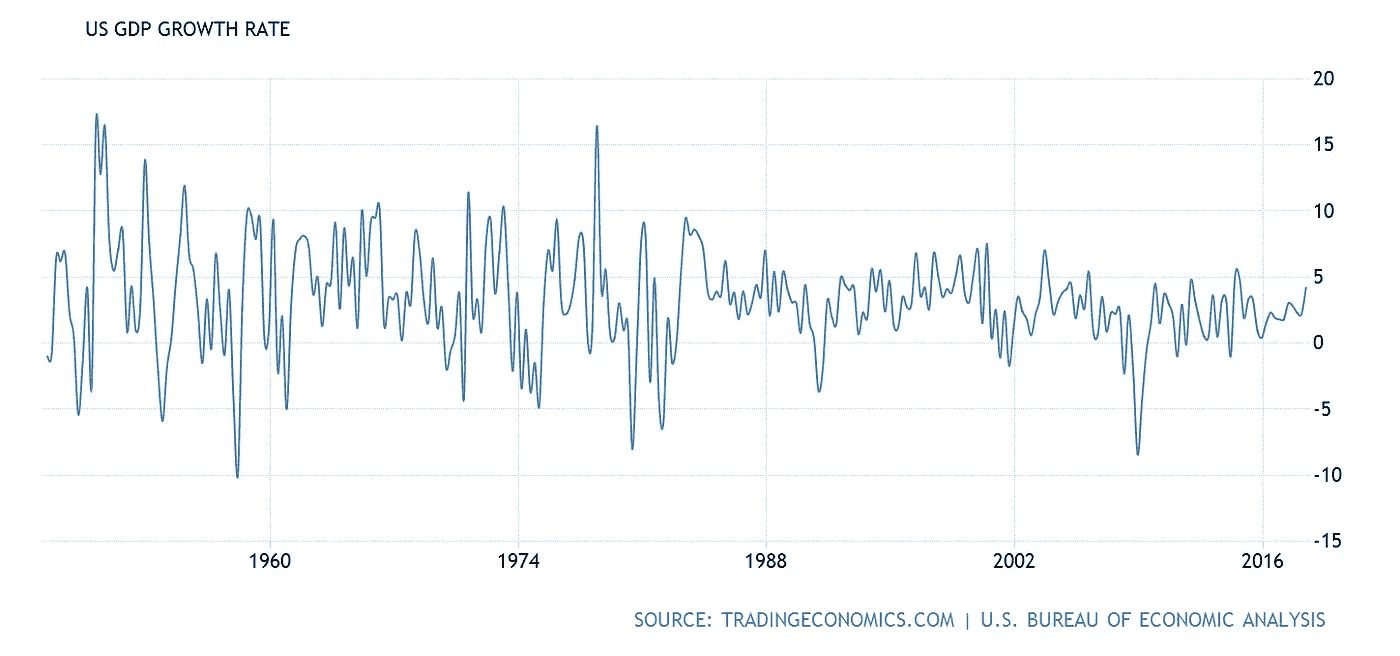 US GDP GROWTH RATE
20
15
10
5
0
-5
-10
-15
1960 1974 1988 2002 2016
SOURCE: TRADINGECONOMICS.COM | U.S. BUREAU OF ECONOMIC ANALYSIS